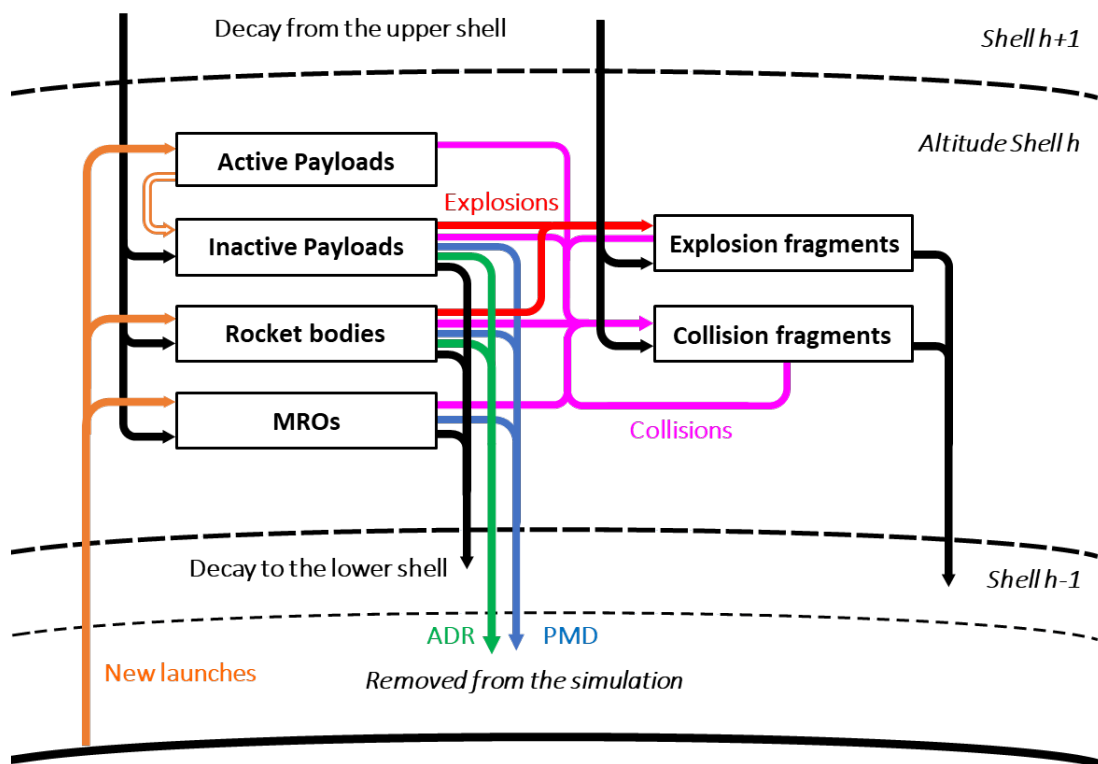 Decay from the upper shell
Shell h+1
Altitude Shell h
Active Payloads
Explosions
Inactive Payloads
Explosion fragments
Rocket bodies
Collision fragments
MROs
Collisions
Decay to the lower shell
Shell h-1
ADR
PMD
New launches
Removed from the simulation